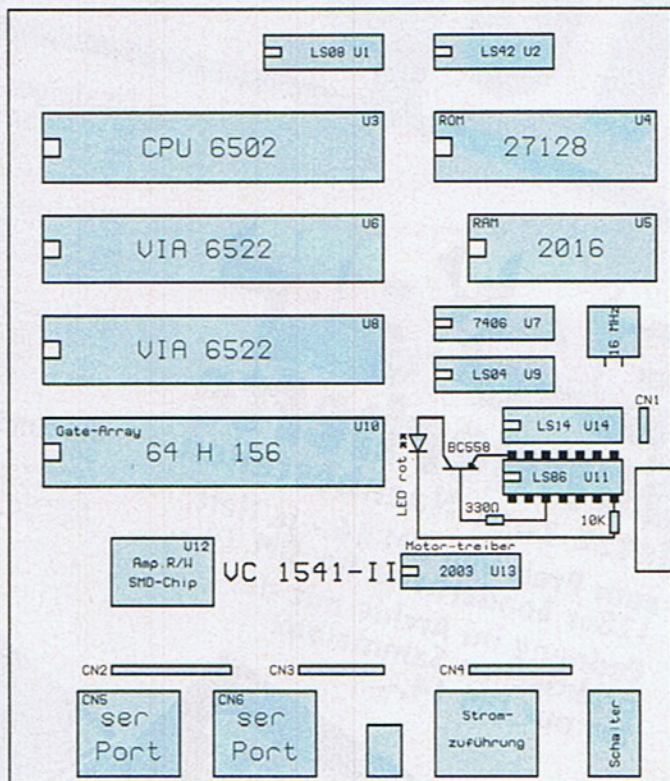 LS08 U1
LS42 U2
U3
CPU 6502
ROM U4
27128
U6
VIA 6522
RAM U5
2016
U8
VIA 6522
7406 U7
16 MHz
LS04 U9
Gate-Array U10
64 H 156
CN1
LS14 U14
LED rot
BC558
LS86 U11
330Ω
10K
U12
Amp.R/W
SMD-Chip
VC 1541-II
Motor-treiber
2003 U13
CN2
CN3
CN4
CN5
ser
Port
CN6
ser
Port
Strom-
zuführung
Schalter